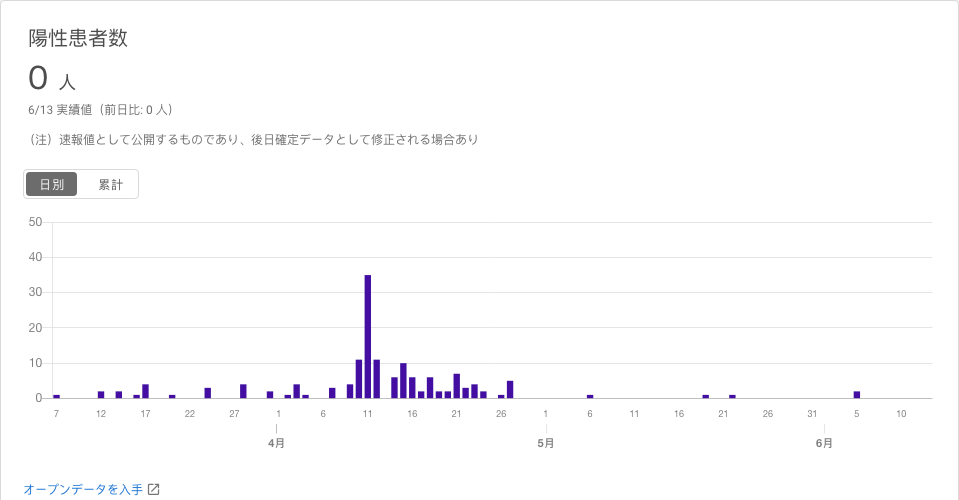 陽性患者数
0 人
6/13 実績値（前日比: 0 人）
（注）速報値として公開するものであり、後日確定データとして修正される場合あり
日別 累計
50
40
30
20
10
0
7 12 17 22 27 1 6 11 16 21 26 1 6 11 16 21 26 31 5 10
4月 5月 6月
オープンデータを入手